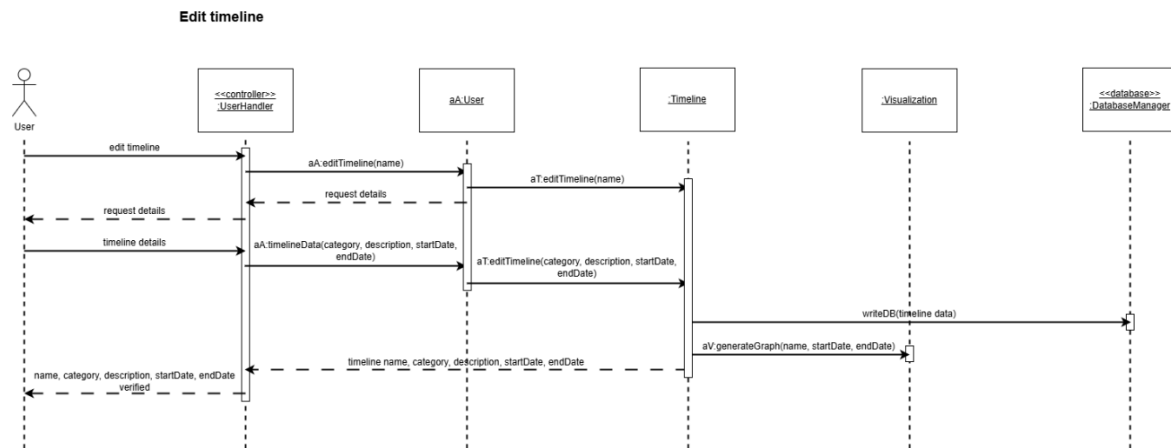 Edit timeline
<<controller>>
:UserHandler
aA:User
:Timeline
:Visualization
<<database>>
:DatabaseManager
User
edit timeline
aA:editTimeline(name)
aT:editTimeline(name)
request details
request details
timeline details
aA:timelineData(category, description, startDate,
endDate)
aT:editTimeline(category, description, startDate,
endDate)
writeDB(timeline data)
aV:generateGraph(name, startDate, endDate)
timeline name, category, description, startDate, endDate
name, category, description, startDate, endDate
verified